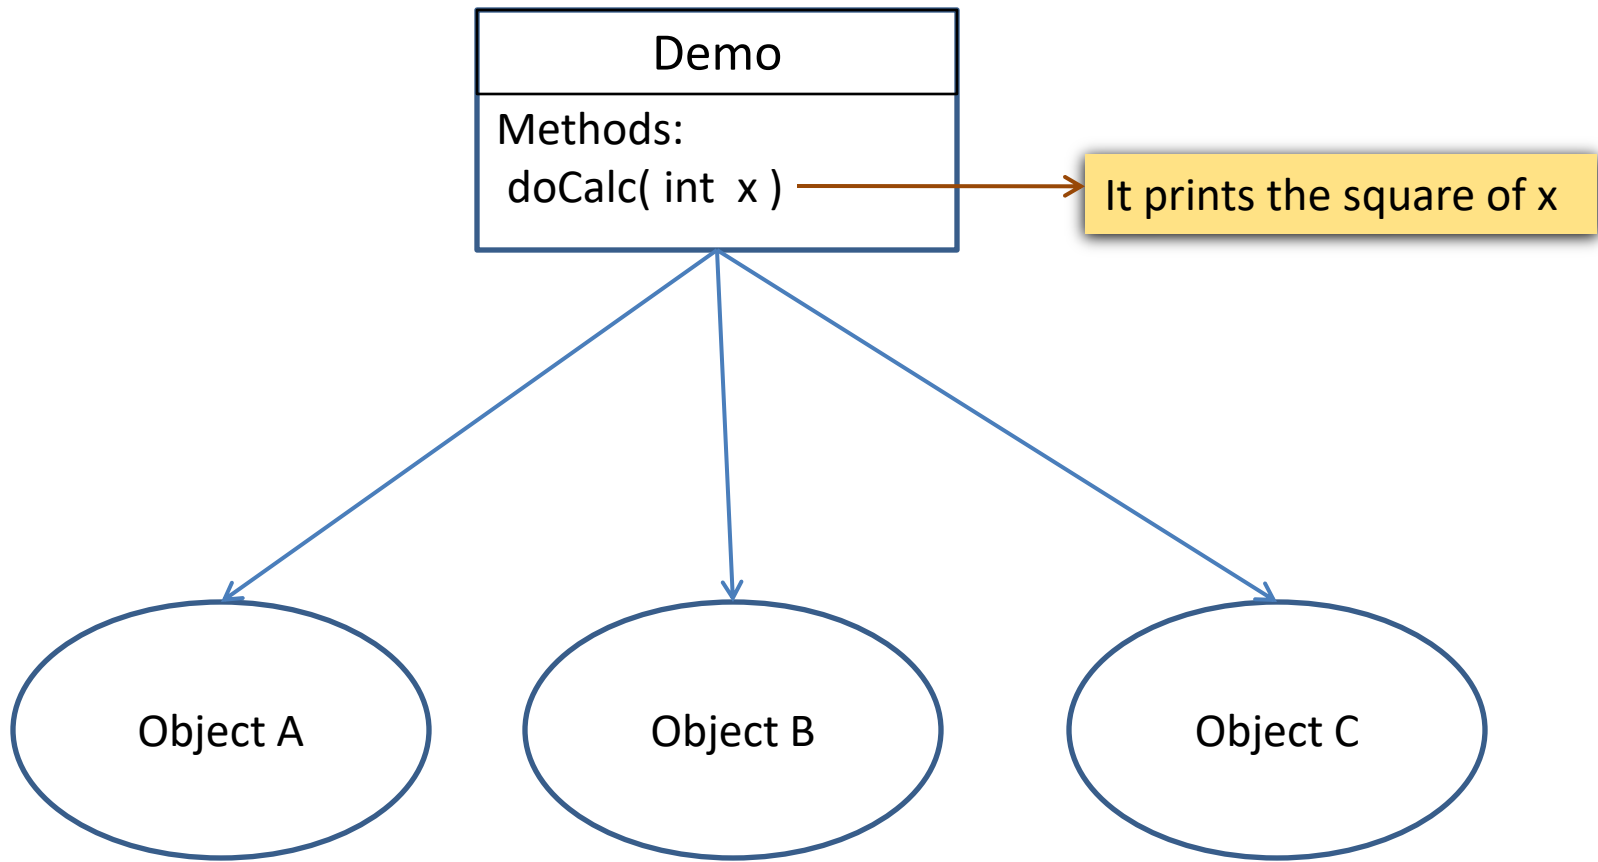 Demo
Methods:
doCalc( int x )
It prints the square of x
Object A
Object B
Object C